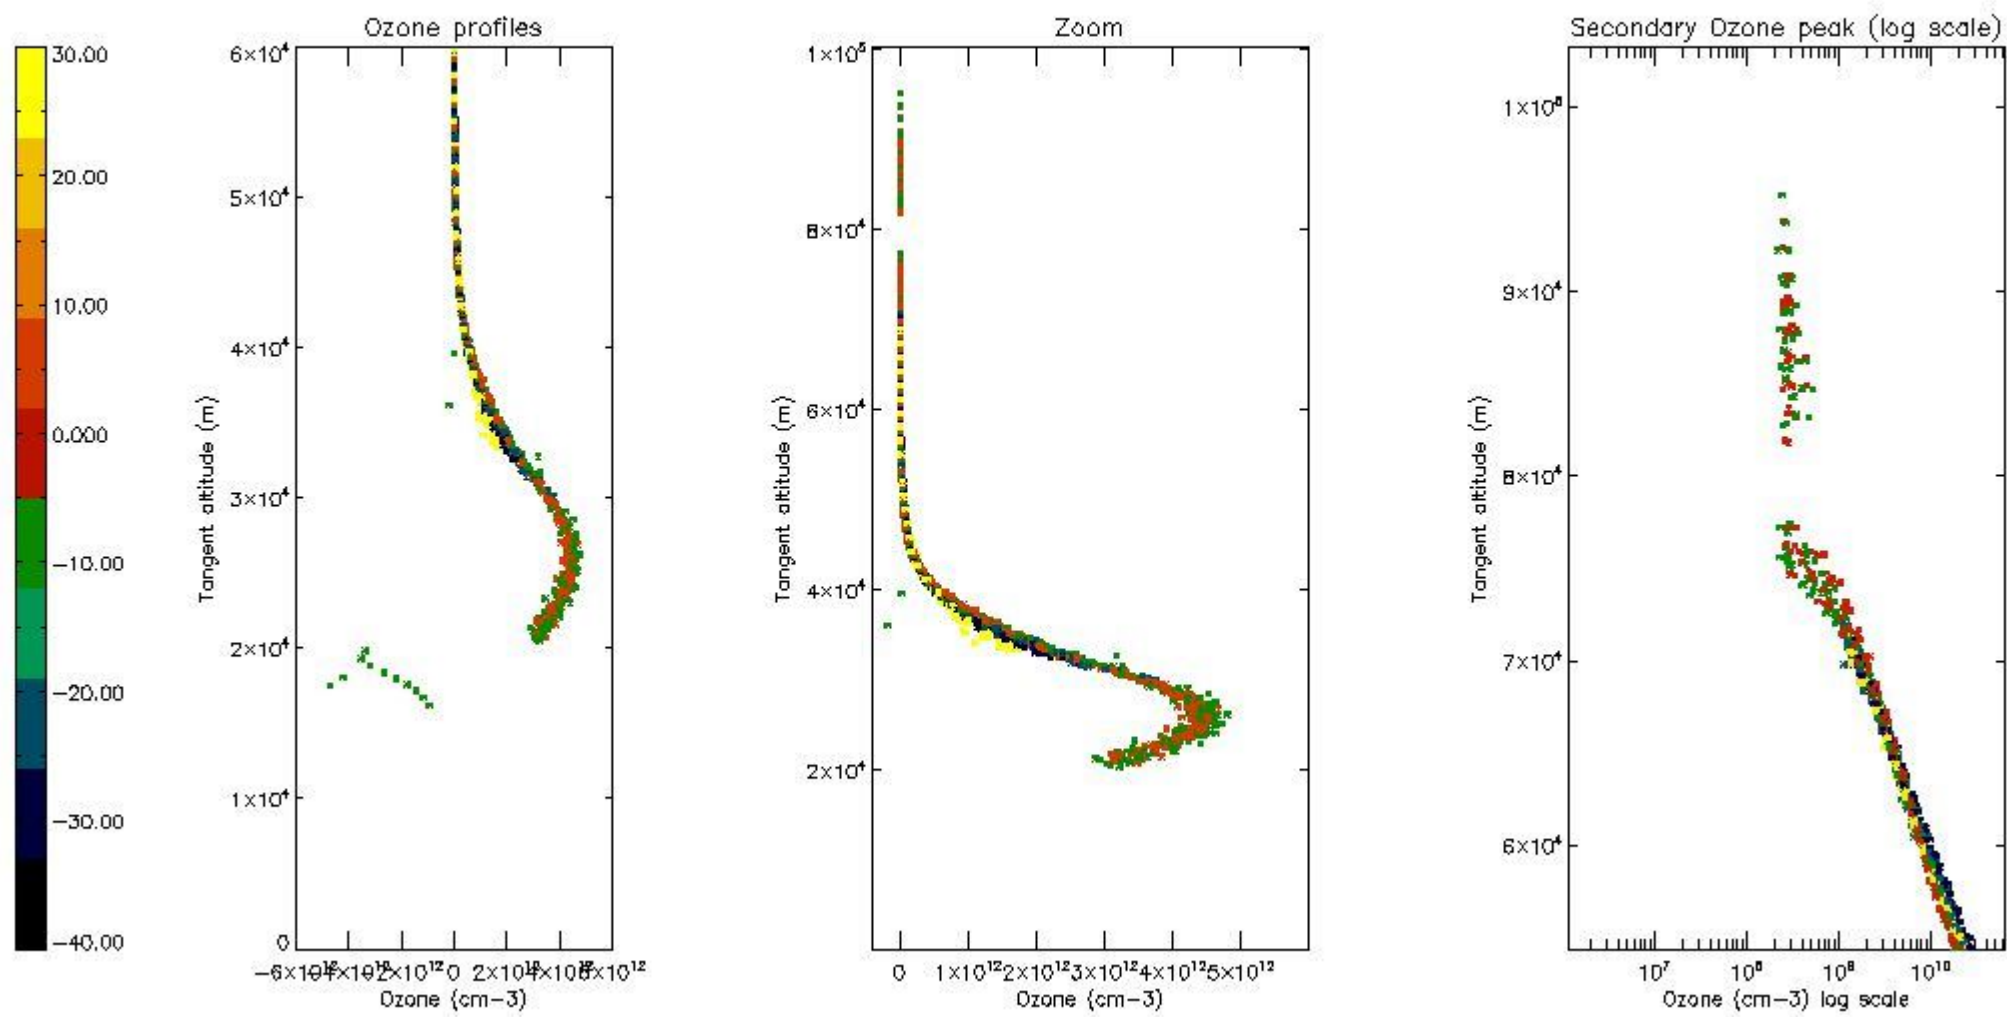 Ozone profiles
Zoom
Secondary Ozone peak (log scale)
30.00
20.00
10.00
0.000
−10.00
−20.00
−30.00
−40.00
6×10⁴
5×10⁴
4×10⁴
3×10⁴
2×10⁴
1×10⁴
0
Tangent altitude (m)
0
Ozone (cm−3)
1×10⁵
8×10⁴
6×10⁴
4×10⁴
2×10⁴
Tangent altitude (m)
0 1×10¹² 2×10¹² 3×10¹² 4×10¹² 5×10¹²
Ozone (cm−3)
9×10⁴
8×10⁴
7×10⁴
6×10⁴
Tangent altitude (m)
10⁷ 10⁸ 10⁹ 10¹⁰
Ozone (cm−3) log scale